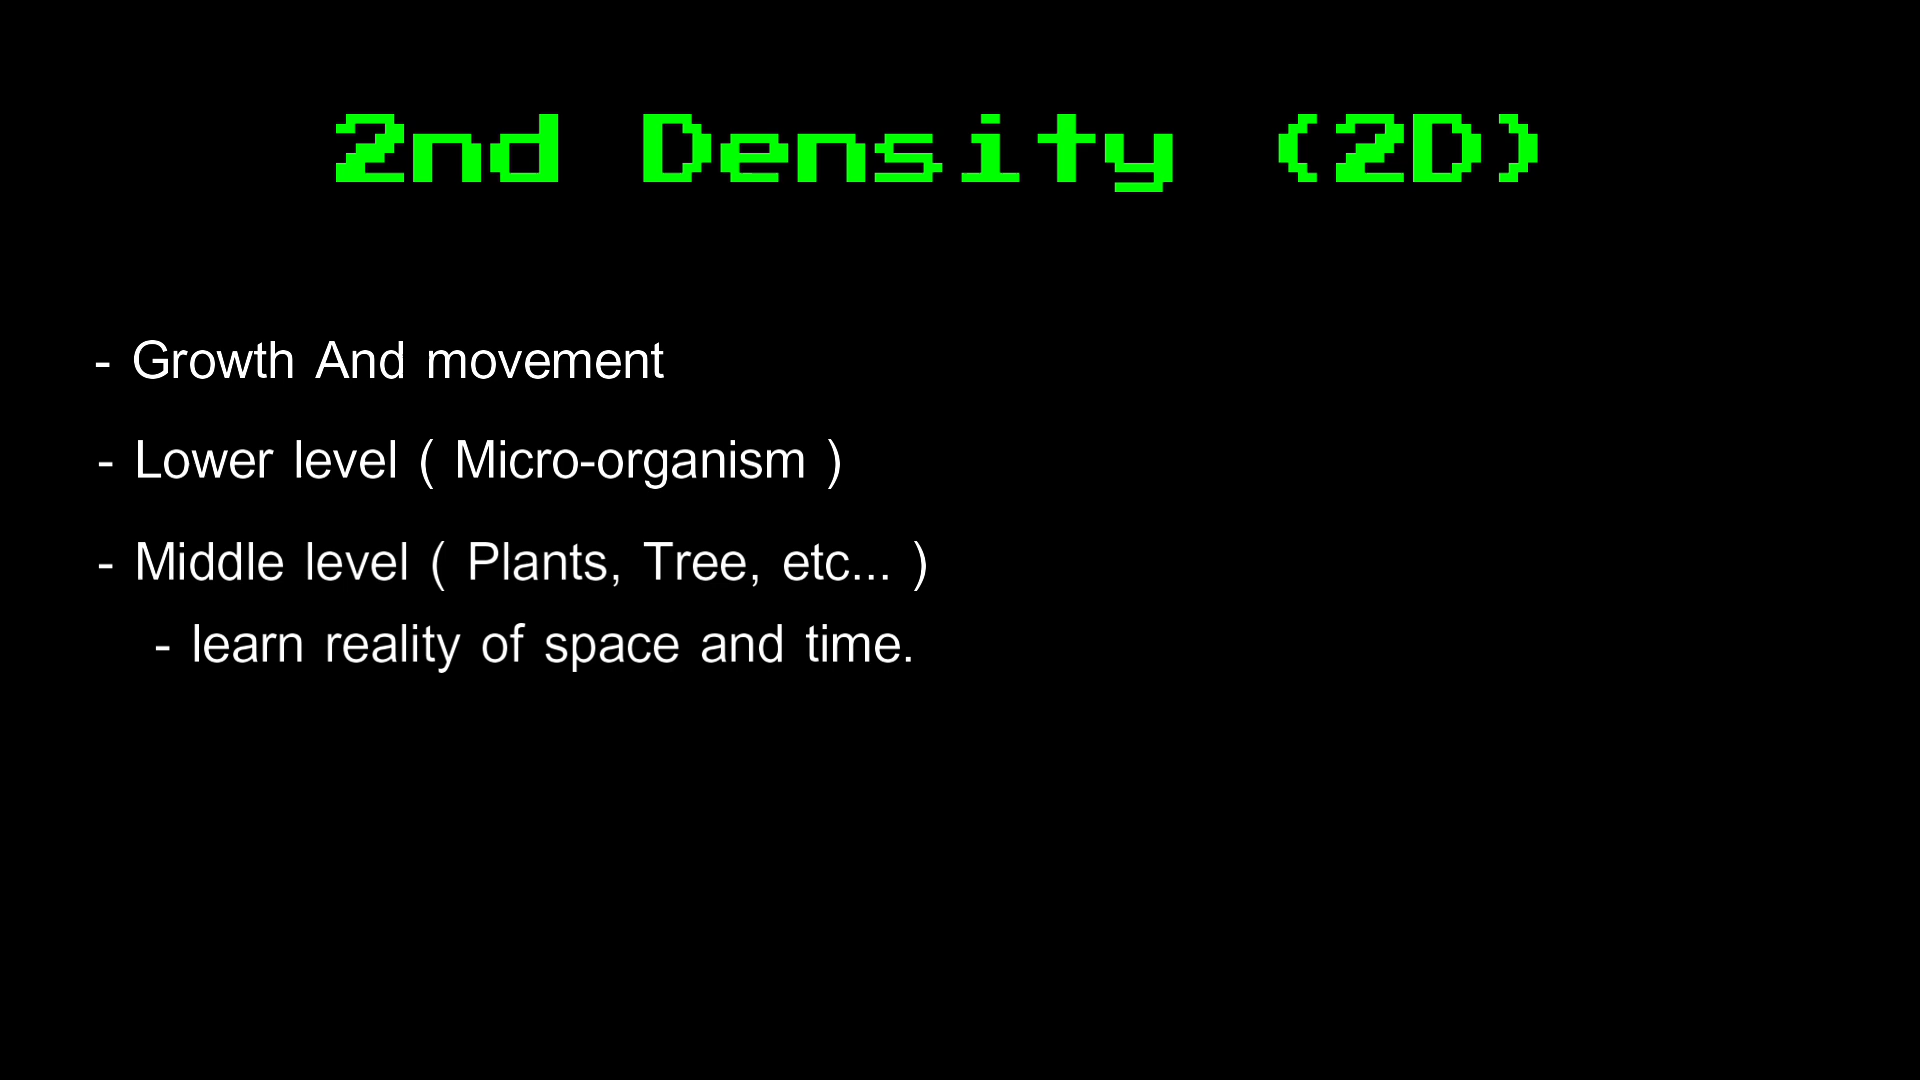 2nd Density (2D)
- Growth And movement
- Lower level ( Micro-organism )
- Middle level ( Plants, Tree, etc... )
- learn reality of space and time.